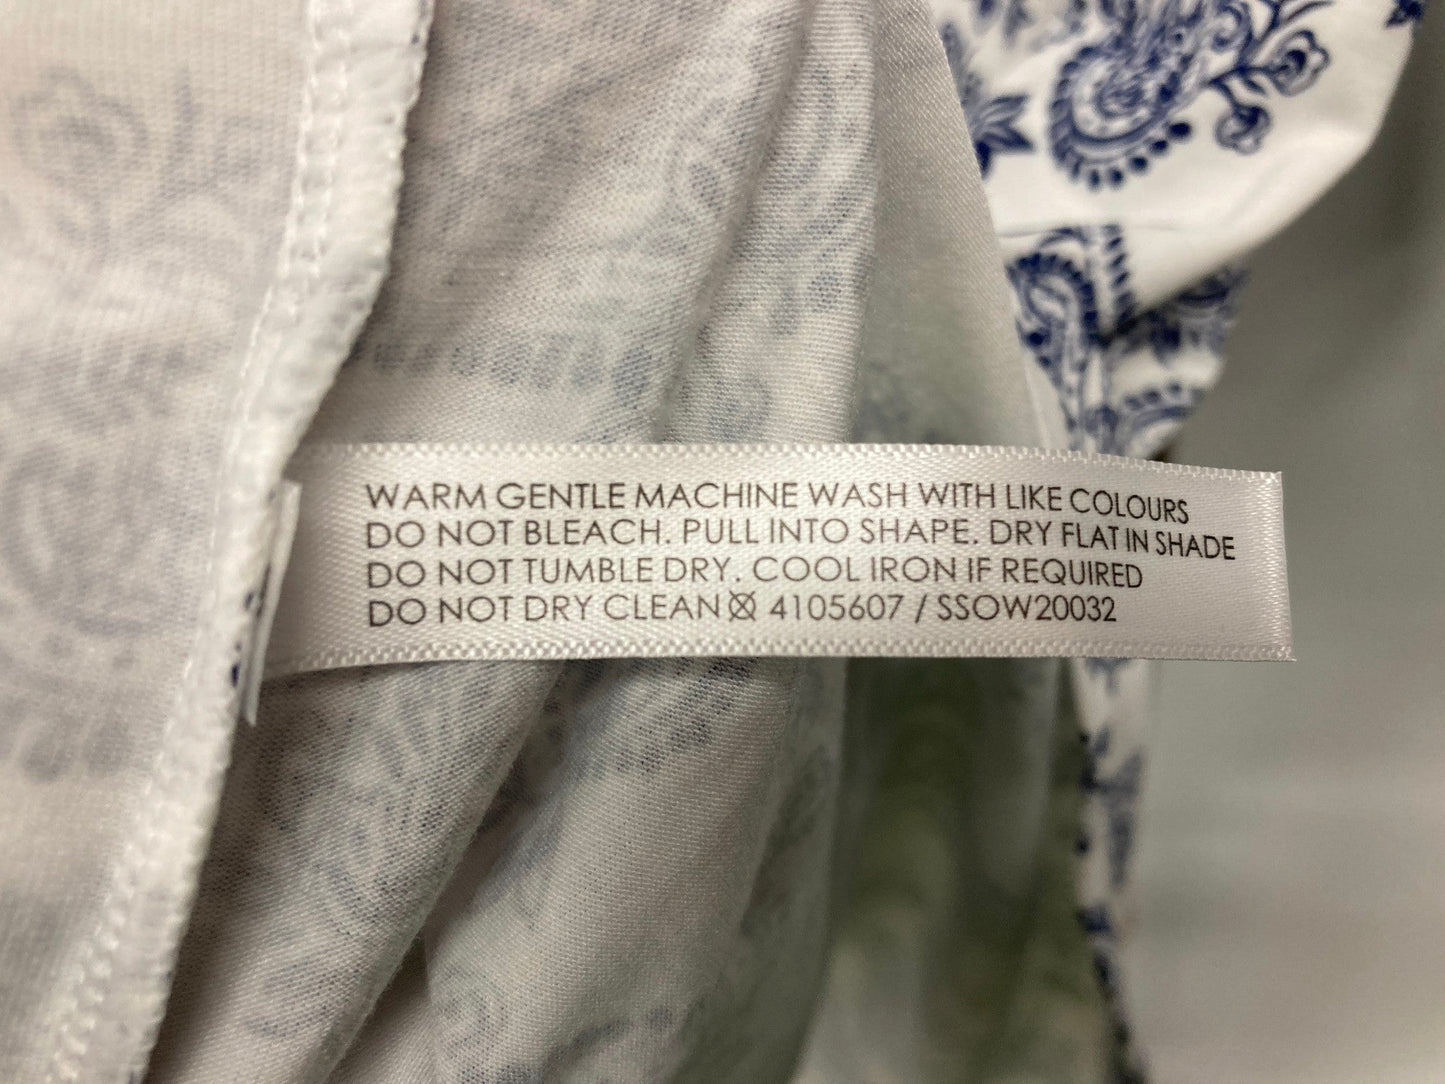 WARM GENTLE MACHINE WASH WITH LIKE COLOURS
DO NOT BLEACH. PULL INTO SHAPE. DRY FLAT IN SHADE
DO NOT TUMBLE DRY. COOL IRON IF REQUIRED
DO NOT DRY CLEAN 4105607 / SSOW20032